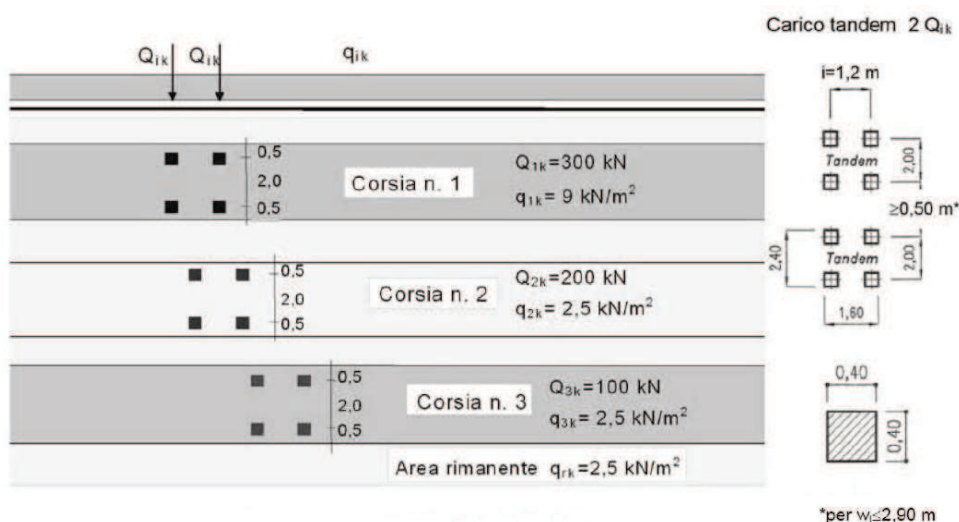 Carico tandem 2 Qik
Qik Qik qik
i=1,2 m
0,5
2,0
0,5
Corsia n. 1
Q1k=300 kN
q1k= 9 kN/m²
Tandem
2,00
≥0,50 m*
0,5
2,0
0,5
Corsia n. 2
Q2k=200 kN
q2k= 2,5 kN/m²
2,40
Tandem
2,00
1,60
0,5
2,0
0,5
Corsia n. 3
Q3k=100 kN
q3k= 2,5 kN/m²
0,40
0,40
Area rimanente qrk=2,5 kN/m²
*per wl≤2,90 m